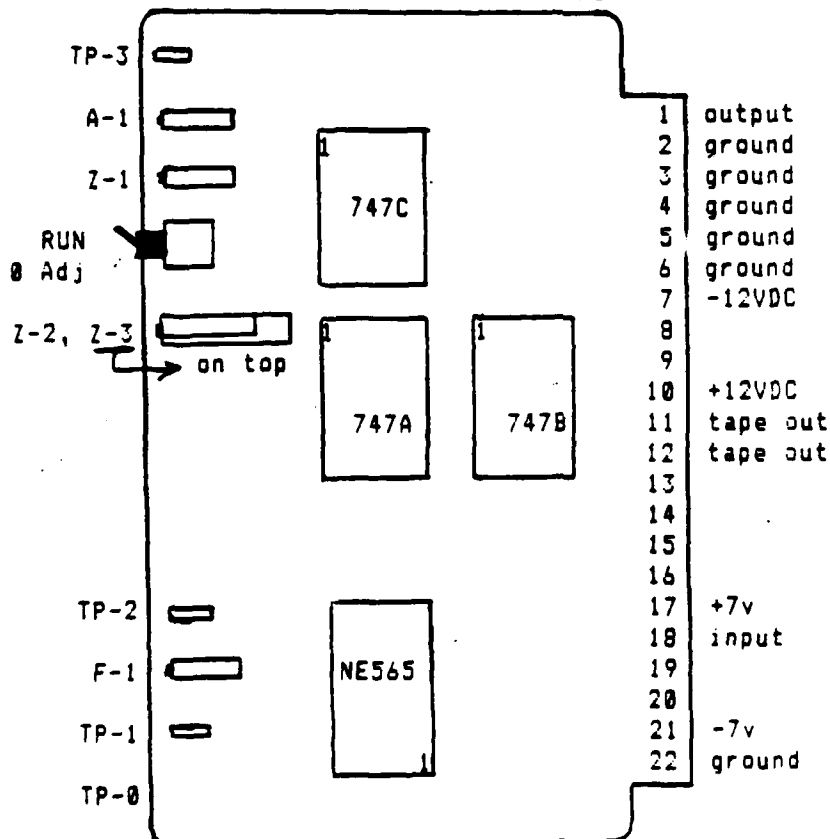 TP-3
A-1
Z-1
RUN
0 Adj
Z-2, Z-3
on top
TP-2
F-1
TP-1
TP-0
1
747C
1
747A
1
747B
NE565
1
1 output
2 ground
3 ground
4 ground
5 ground
6 ground
7 -12VDC
8
9
10 +12VDC
11 tape out
12 tape out
13
14
15
16
17 +7v
18 input
19
20
21 -7v
22 ground